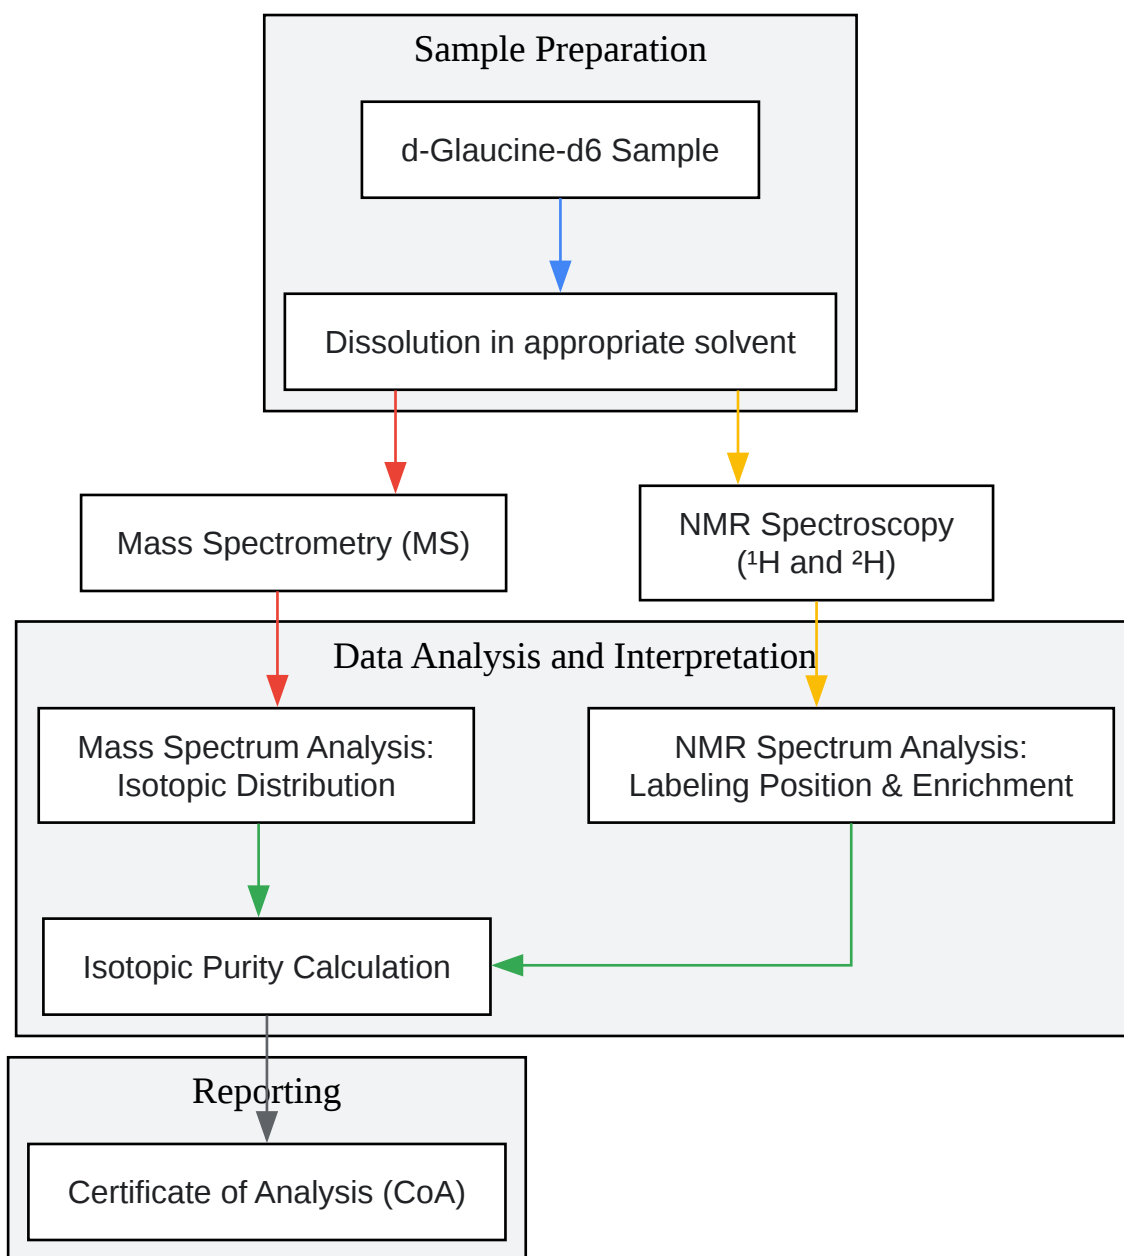 Sample Preparation
d-Glaucine-d6 Sample
Dissolution in appropriate solvent
Mass Spectrometry (MS)
NMR Spectroscopy
(¹H and ²H)
Data Analysis and Interpretation
Mass Spectrum Analysis:
Isotopic Distribution
NMR Spectrum Analysis:
Labeling Position & Enrichment
Isotopic Purity Calculation
Reporting
Certificate of Analysis (CoA)